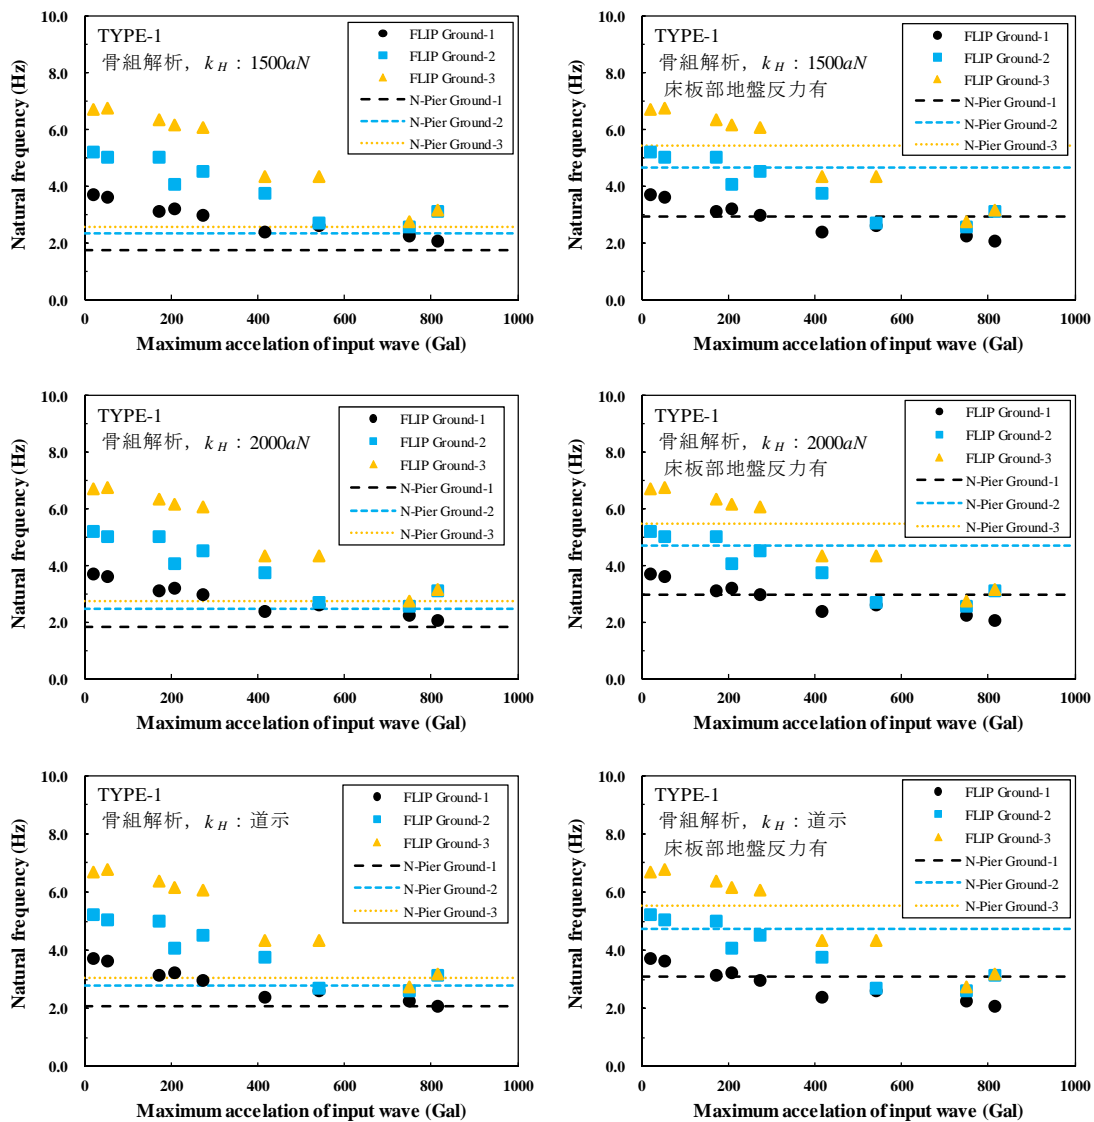 TYPE-1
骨組解析，k H：1500aN
FLIP Ground-1
FLIP Ground-2
FLIP Ground-3
N-Pier Ground-1
N-Pier Ground-2
N-Pier Ground-3
Natural frequency (Hz)
10.0
8.0
6.0
4.0
2.0
0.0
0 200 400 600 800 1000
Maximum accelation of input wave (Gal)
TYPE-1
骨組解析，k H：1500aN
床板部地盤反力有
FLIP Ground-1
FLIP Ground-2
FLIP Ground-3
N-Pier Ground-1
N-Pier Ground-2
N-Pier Ground-3
Natural frequency (Hz)
10.0
8.0
6.0
4.0
2.0
0.0
0 200 400 600 800 1000
Maximum accelation of input wave (Gal)
TYPE-1
骨組解析，k H：2000aN
FLIP Ground-1
FLIP Ground-2
FLIP Ground-3
N-Pier Ground-1
N-Pier Ground-2
N-Pier Ground-3
Natural frequency (Hz)
10.0
8.0
6.0
4.0
2.0
0.0
0 200 400 600 800 1000
Maximum accelation of input wave (Gal)
TYPE-1
骨組解析，k H：2000aN
床板部地盤反力有
FLIP Ground-1
FLIP Ground-2
FLIP Ground-3
N-Pier Ground-1
N-Pier Ground-2
N-Pier Ground-3
Natural frequency (Hz)
10.0
8.0
6.0
4.0
2.0
0.0
0 200 400 600 800 1000
Maximum accelation of input wave (Gal)
TYPE-1
骨組解析，k H：道示
FLIP Ground-1
FLIP Ground-2
FLIP Ground-3
N-Pier Ground-1
N-Pier Ground-2
N-Pier Ground-3
Natural frequency (Hz)
10.0
8.0
6.0
4.0
2.0
0.0
0 200 400 600 800 1000
Maximum accelation of input wave (Gal)
TYPE-1
骨組解析，k H：道示
床板部地盤反力有
FLIP Ground-1
FLIP Ground-2
FLIP Ground-3
N-Pier Ground-1
N-Pier Ground-2
N-Pier Ground-3
Natural frequency (Hz)
10.0
8.0
6.0
4.0
2.0
0.0
0 200 400 600 800 1000
Maximum accelation of input wave (Gal)